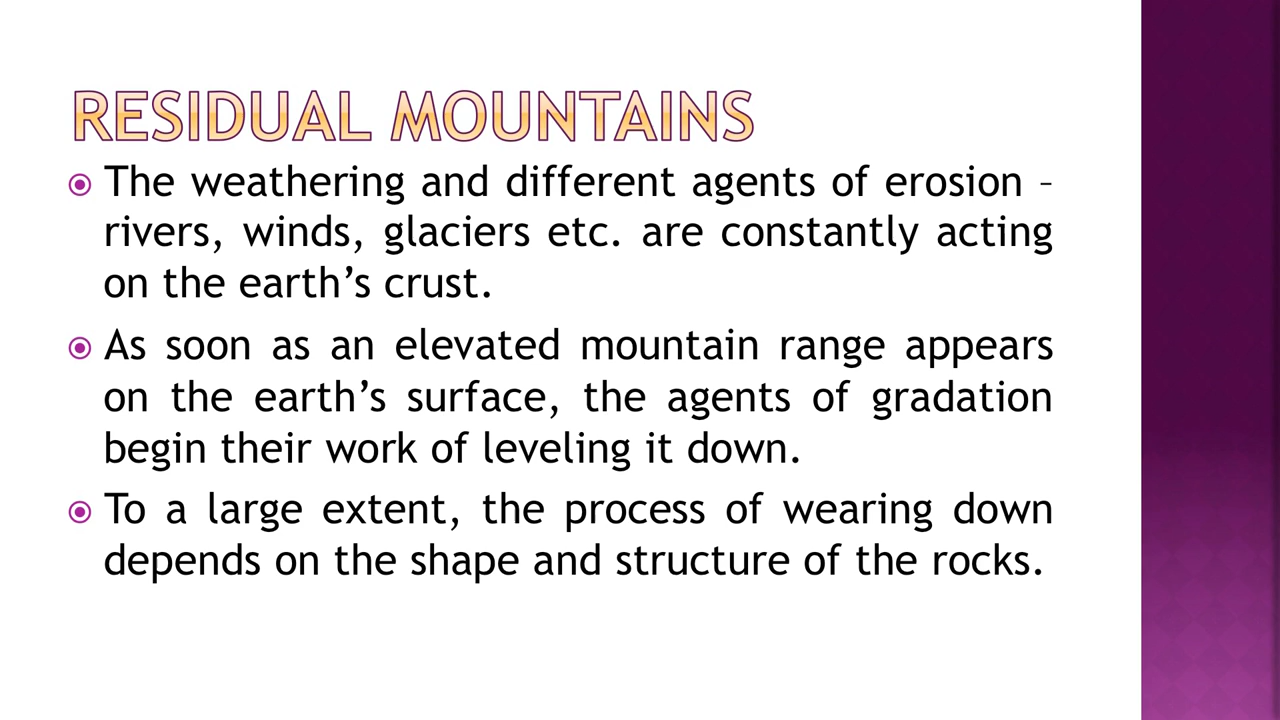 RESIDUAL MOUNTAINS
The weathering and different agents of erosion –
rivers, winds, glaciers etc. are constantly acting
on the earth’s crust.
As soon as an elevated mountain range appears
on the earth’s surface, the agents of gradation
begin their work of leveling it down.
To a large extent, the process of wearing down
depends on the shape and structure of the rocks.